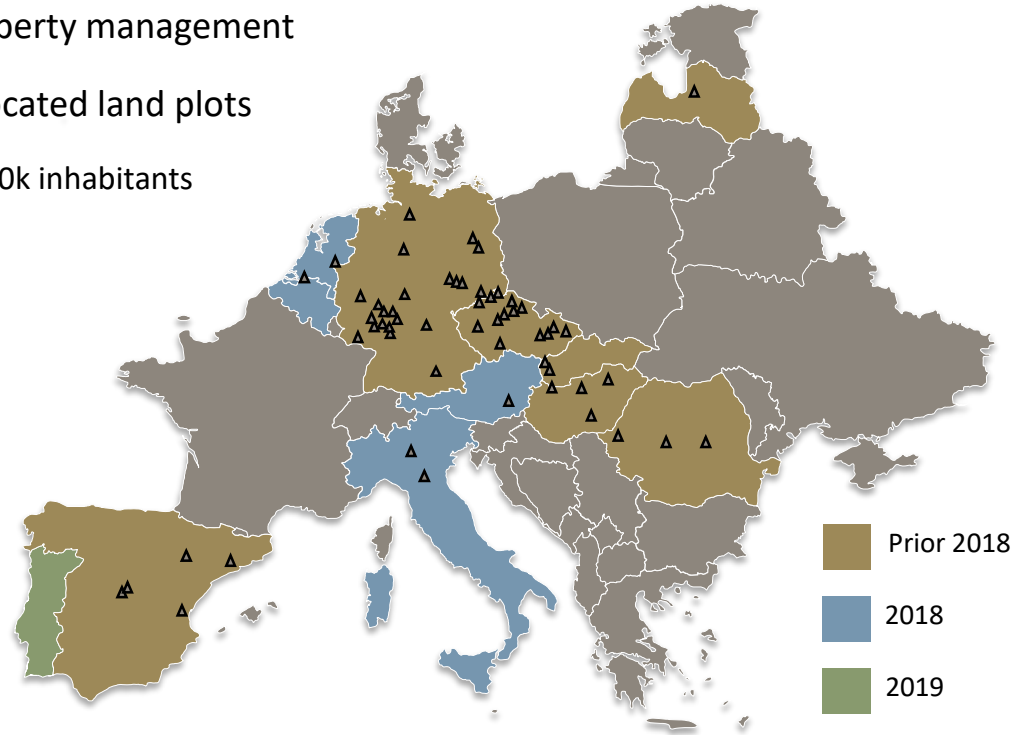 perty management
cated land plots
0k inhabitants
Prior 2018
2018
2019